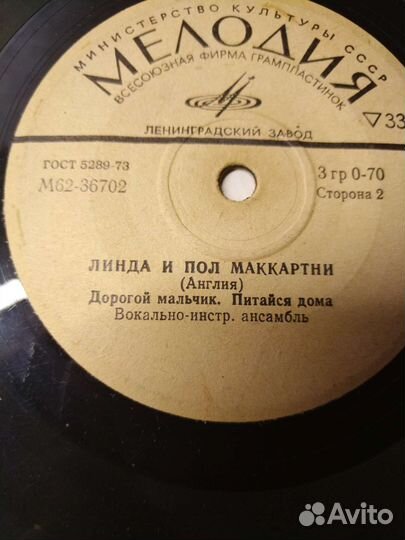 МИНИСТЕРСТВО КУЛЬТУРЫ СССР
МЕЛОДИЯ
ВСЕСОЮЗНАЯ ФИРМА ГРАМПЛАСТИНОК
ЛЕНИНГРАДСКИЙ ЗАВОД
▽33
ГОСТ 5289-73
М62-36702
3 гр 0-70
Сторона 2
ЛИНДА И ПОЛ МАККАРТНИ
(Англия)
Дорогой мальчик. Питайся дома
Вокально-инстр. ансамбль
Avito